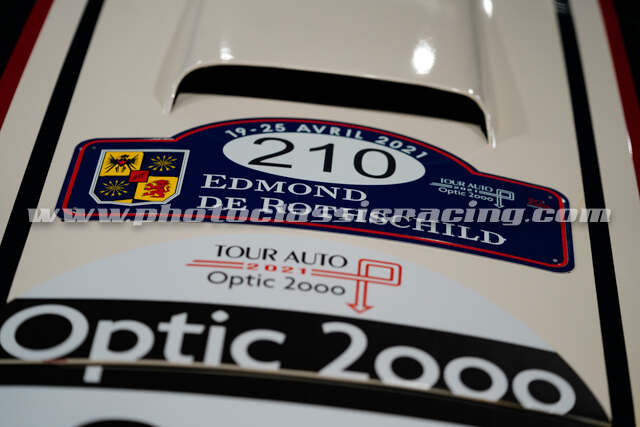 19-25 AVRIL 2021
210
TOUR AUTO
2021
Optic 2000
EDMOND
DE ROTHSCHILD
www.photoclassicracing.com
TOUR AUTO
2021
Optic 2000
Optic 2000